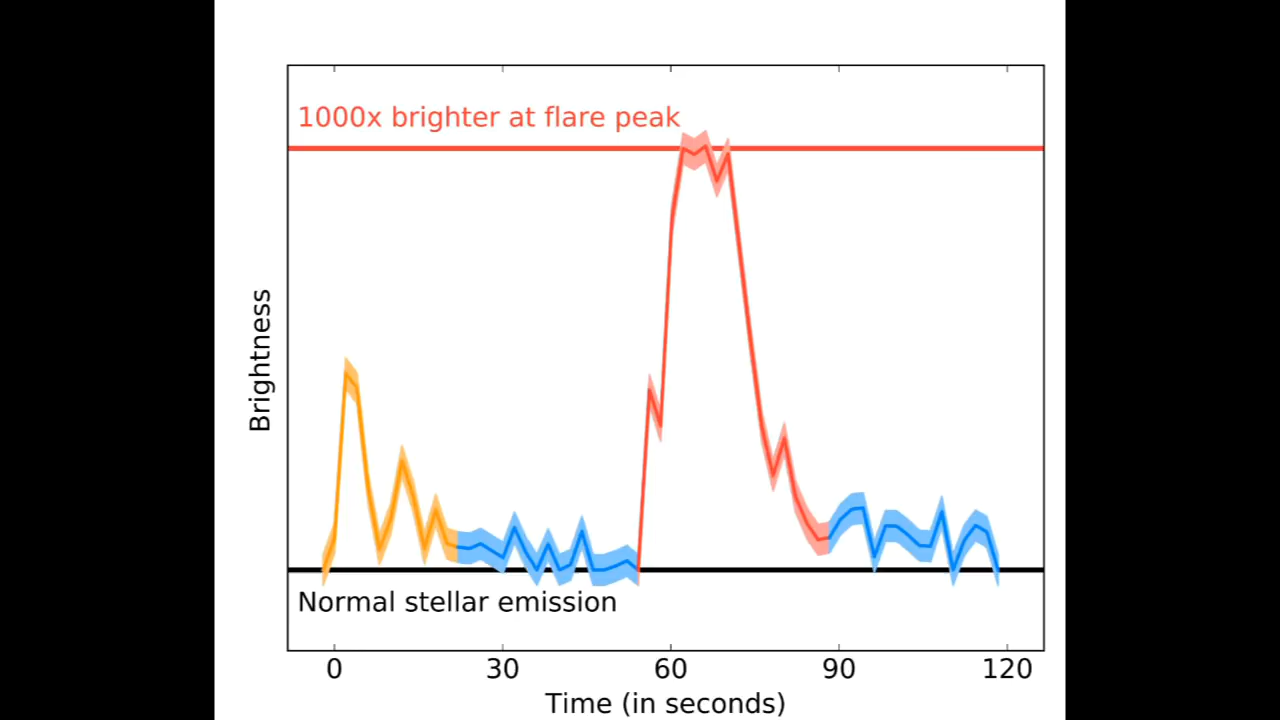 1000x brighter at flare peak
Brightness
Normal stellar emission
0 30 60 90 120
Time (in seconds)